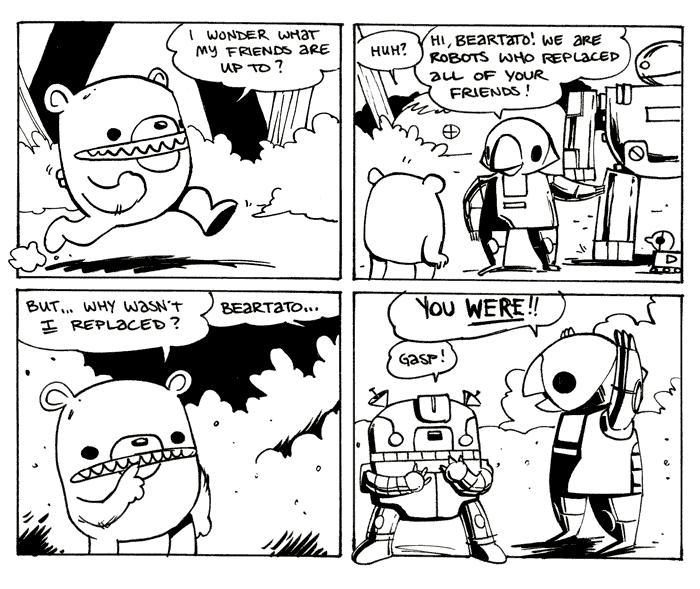 I WONDER WHAT
MY FRIENDS ARE
UP TO?
HUH?
HI, BEARTATO! WE ARE
ROBOTS WHO REPLACED
ALL OF YOUR
FRIENDS!
BUT... WHY WASN'T
I REPLACED?
BEARTATO...
YOU WERE!!
GASP!